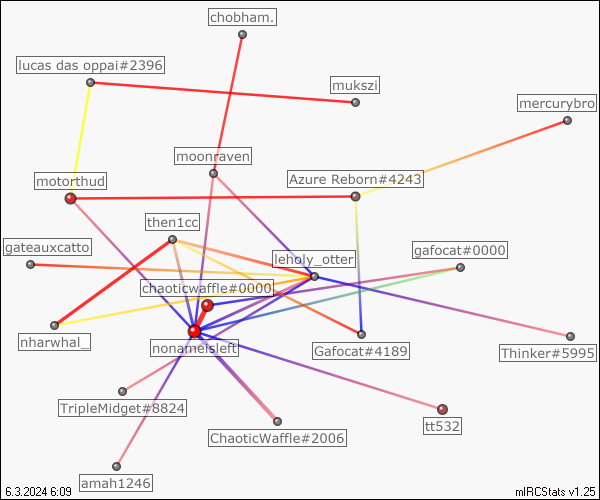 chobham.
lucas das oppai#2396
mukszi
mercurybro
moonraven
motorthud
Azure Reborn#4243
then1cc
gateauxcatto
leholy_otter
gafocat#0000
chaoticwaffle#0000
nharwhal_
nonameisleft
Gafocat#4189
Thinker#5995
TripleMidget#8824
ChaoticWaffle#2006
tt532
amah1246
6.3.2024 6:09
mIRCStats v1.25